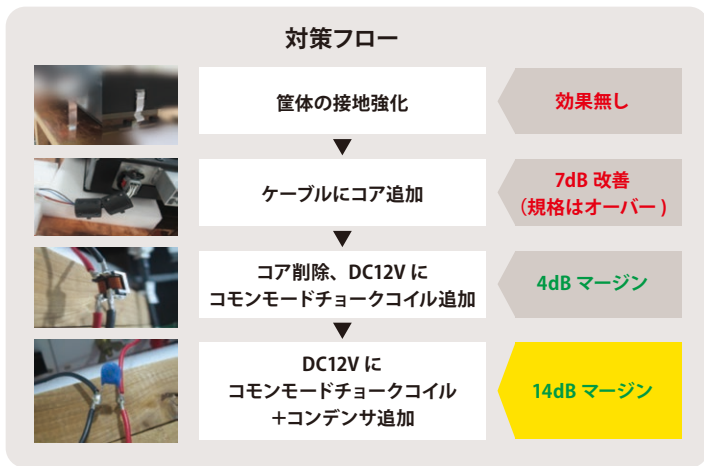 対策フロー
筐体の接地強化
効果無し
▼
ケーブルにコア追加
7dB 改善
（規格はオーバー )
▼
コア削除、DC12V に
コモンモードチョークコイル追加
4dB マージン
▼
DC12V に
コモンモードチョークコイル
＋コンデンサ追加
14dB マージン